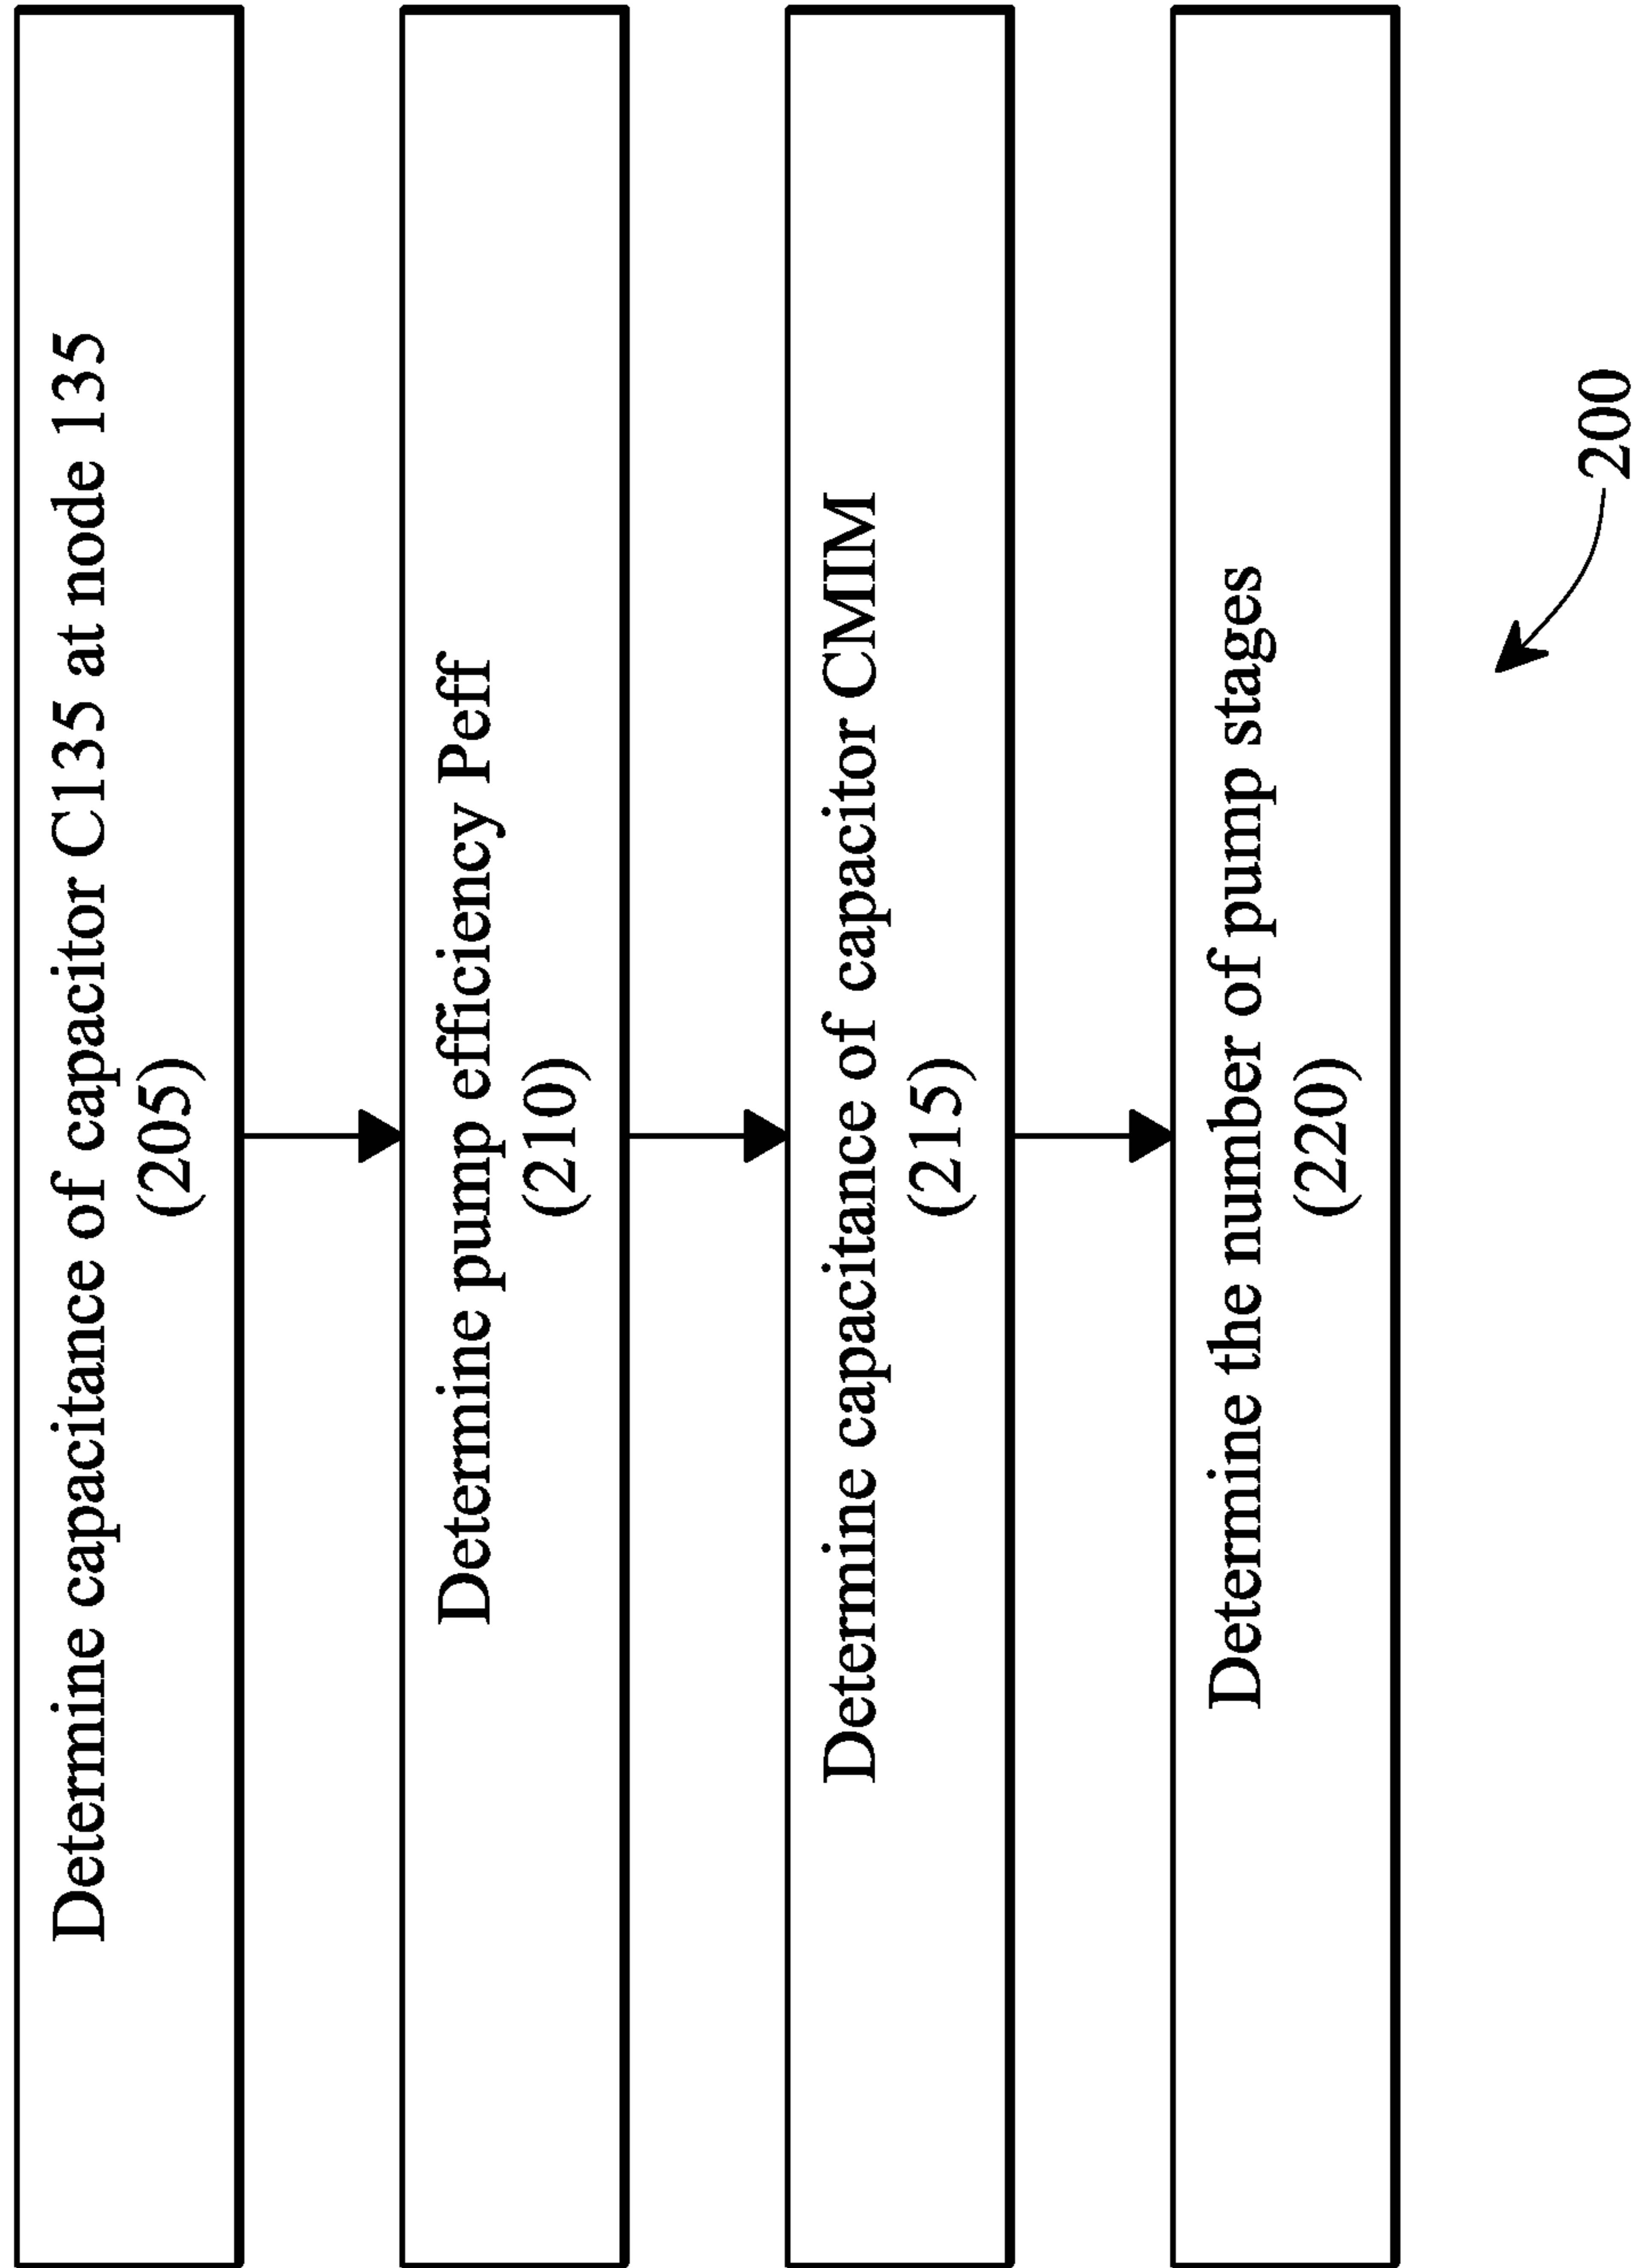 Determine capacitance of capacitor C135 at node 135
(205)
Determine pump efficiency Peff
(210)
Determine capacitance of capacitor CMIM
(215)
Determine the number of pump stages
(220)
200